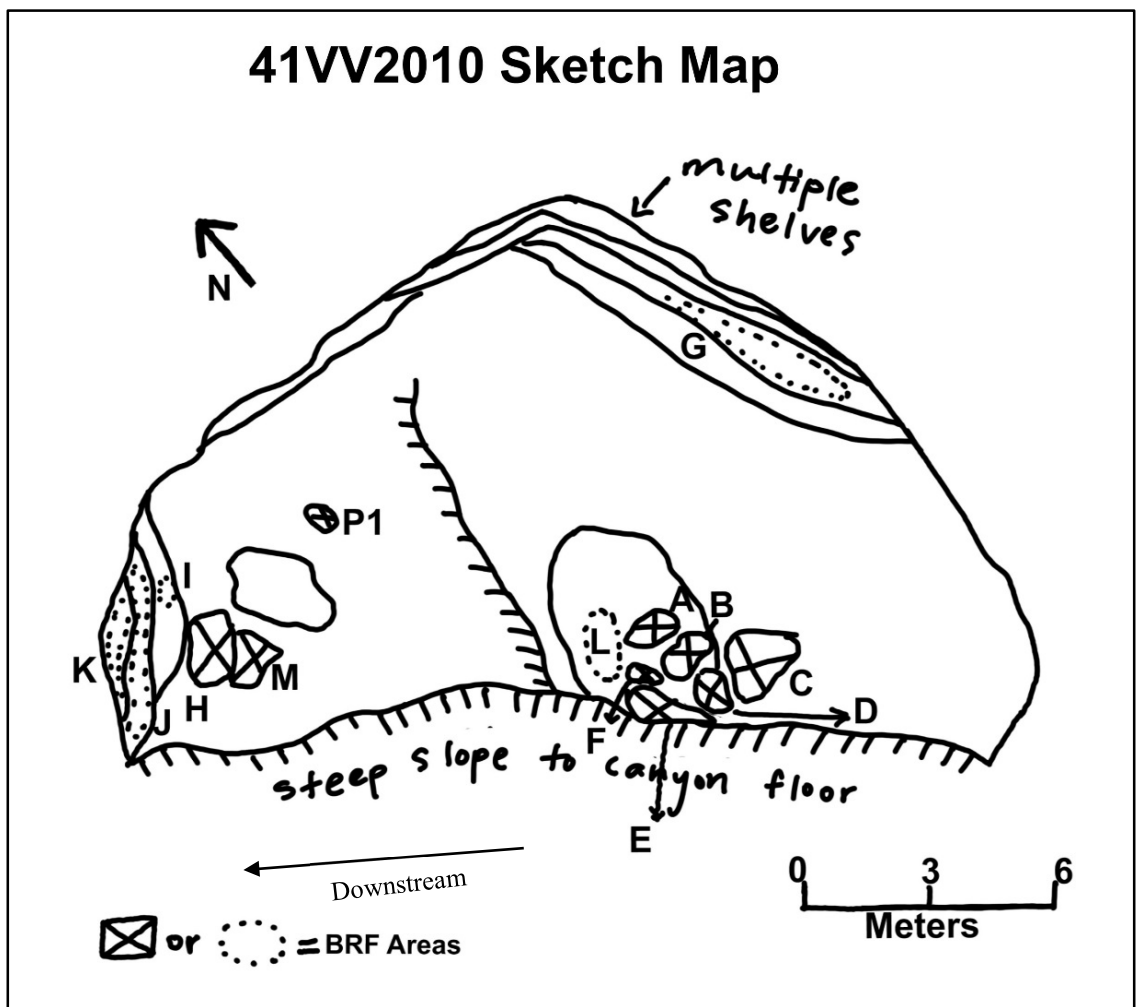 41VV2010 Sketch Map
multiple
shelves
N
G
P1
I
A
B
L
K
M
C
J
H
D
F
steep slope to canyon floor
E
Downstream
0 3 6
Meters
or = BRF Areas